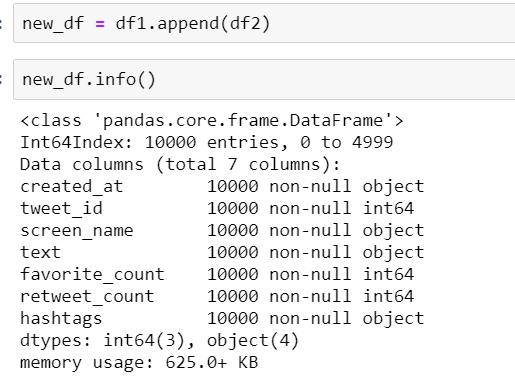 new_df = df1.append(df2)
new_df.info()
<class 'pandas.core.frame.DataFrame'>
Int64Index: 10000 entries, 0 to 4999
Data columns (total 7 columns):
created_at        10000 non-null object
tweet_id          10000 non-null int64
screen_name       10000 non-null object
text              10000 non-null object
favorite_count    10000 non-null int64
retweet_count     10000 non-null int64
hashtags          10000 non-null object
dtypes: int64(3), object(4)
memory usage: 625.0+ KB